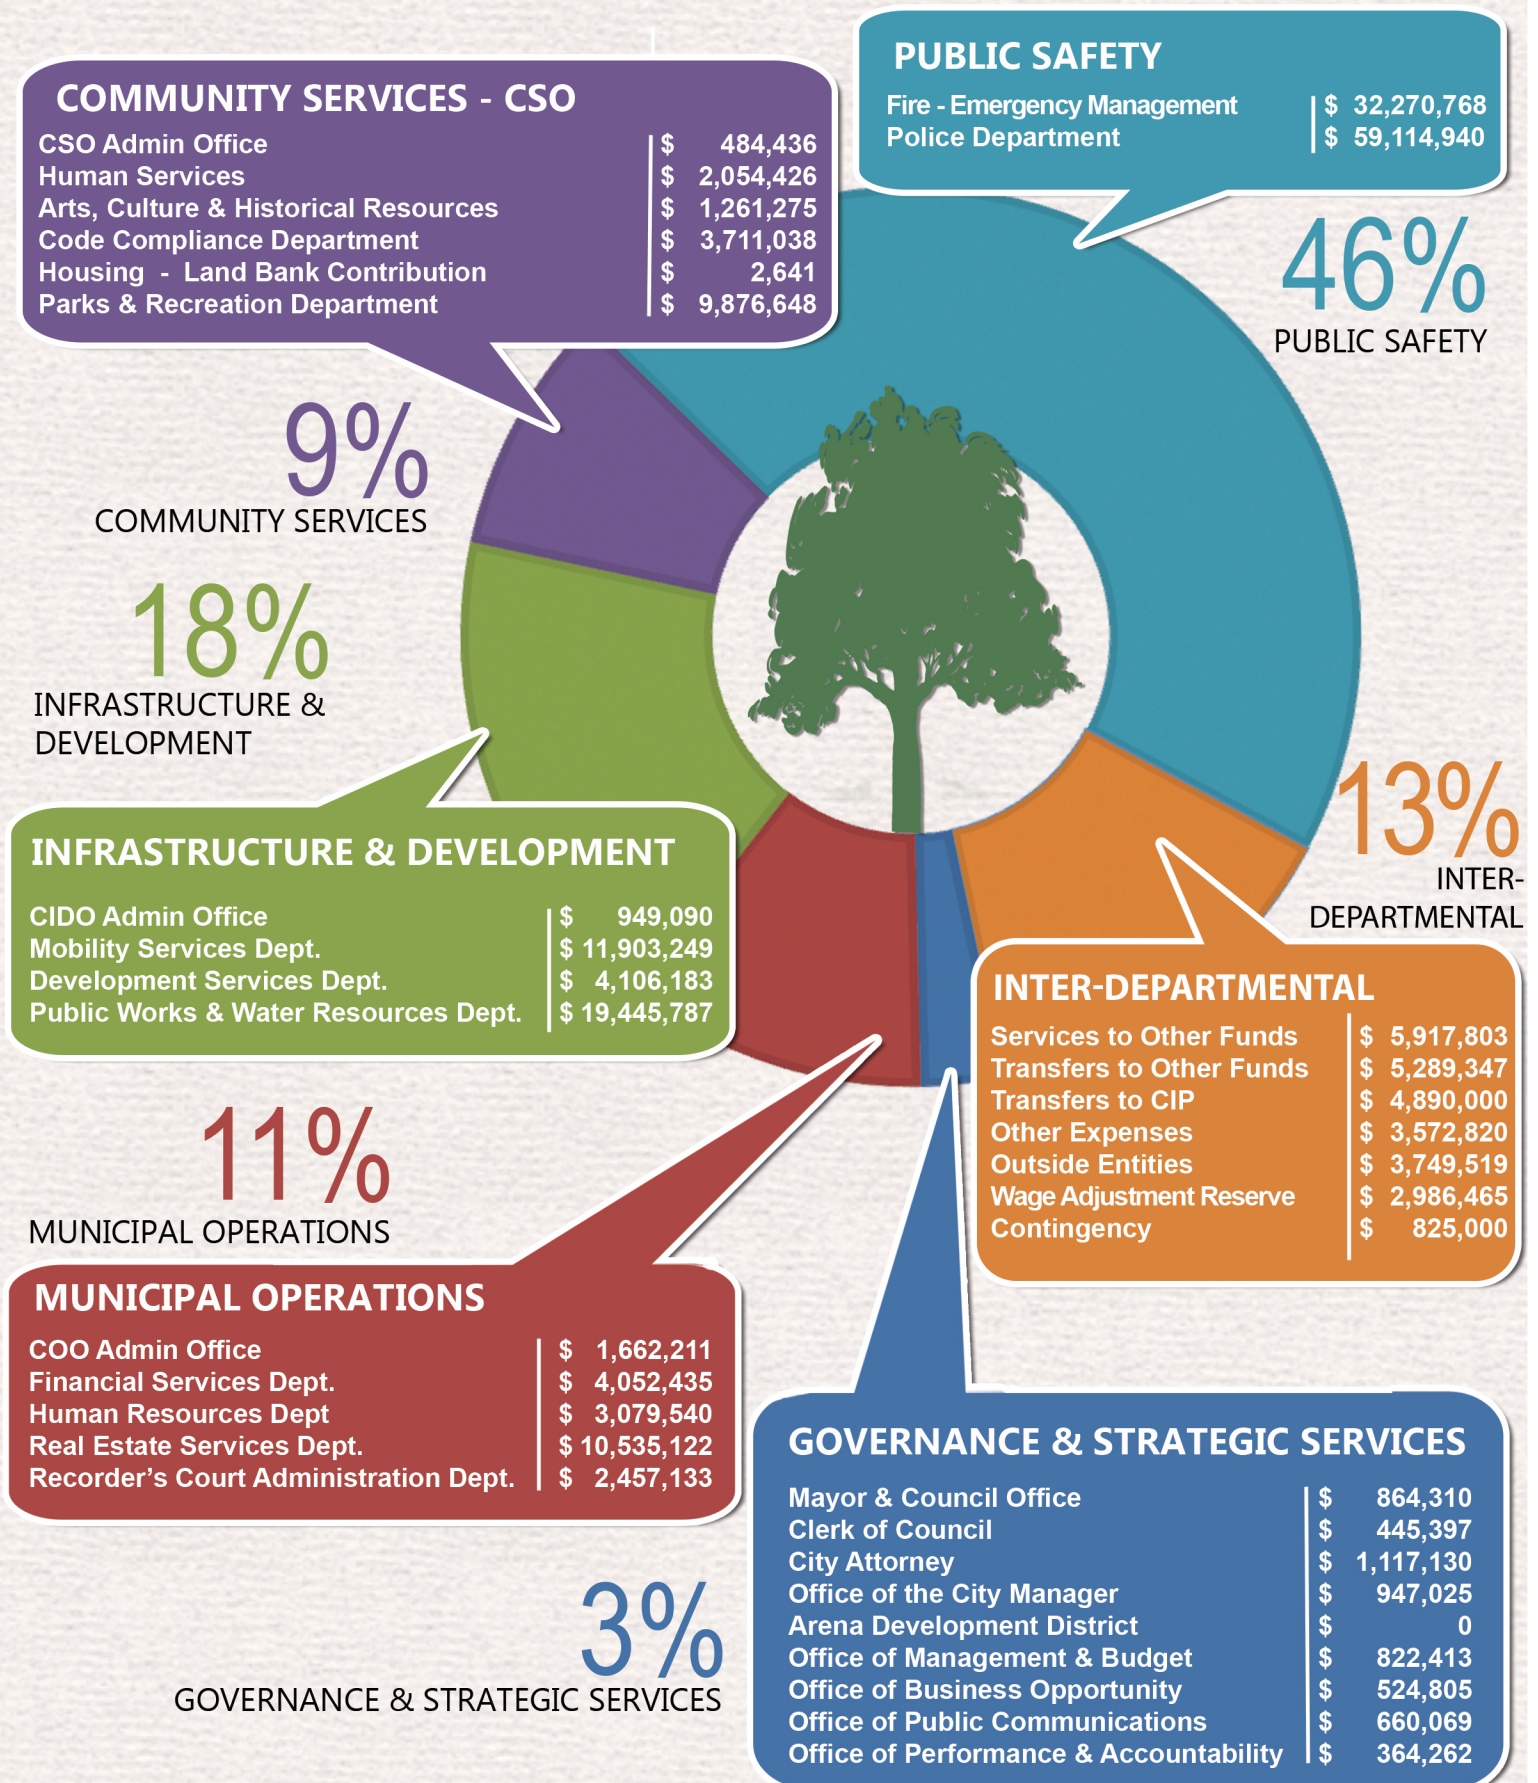 PUBLIC SAFETY
Fire - Emergency Management $ 32,270,768
Police Department $ 59,114,940
COMMUNITY SERVICES - CSO
CSO Admin Office $ 484,436
Human Services $ 2,054,426
Arts, Culture & Historical Resources $ 1,261,275
Code Compliance Department $ 3,711,038
Housing - Land Bank Contribution $ 2,641
Parks & Recreation Department $ 9,876,648
46%
PUBLIC SAFETY
9%
COMMUNITY SERVICES
18%
INFRASTRUCTURE &
DEVELOPMENT
13%
INTER-
DEPARTMENTAL
INFRASTRUCTURE & DEVELOPMENT
CIDO Admin Office $ 949,090
Mobility Services Dept. $ 11,903,249
Development Services Dept. $ 4,106,183
Public Works & Water Resources Dept. $ 19,445,787
INTER-DEPARTMENTAL
Services to Other Funds $ 5,917,803
Transfers to Other Funds $ 5,289,347
Transfers to CIP $ 4,890,000
Other Expenses $ 3,572,820
Outside Entities $ 3,749,519
Wage Adjustment Reserve $ 2,986,465
Contingency $ 825,000
11%
MUNICIPAL OPERATIONS
MUNICIPAL OPERATIONS
COO Admin Office $ 1,662,211
Financial Services Dept. $ 4,052,435
Human Resources Dept $ 3,079,540
Real Estate Services Dept. $ 10,535,122
Recorder's Court Administration Dept. $ 2,457,133
GOVERNANCE & STRATEGIC SERVICES
Mayor & Council Office $ 864,310
Clerk of Council $ 445,397
City Attorney $ 1,117,130
Office of the City Manager $ 947,025
Arena Development District $ 0
Office of Management & Budget $ 822,413
Office of Business Opportunity $ 524,805
Office of Public Communications $ 660,069
Office of Performance & Accountability $ 364,262
3%
GOVERNANCE & STRATEGIC SERVICES